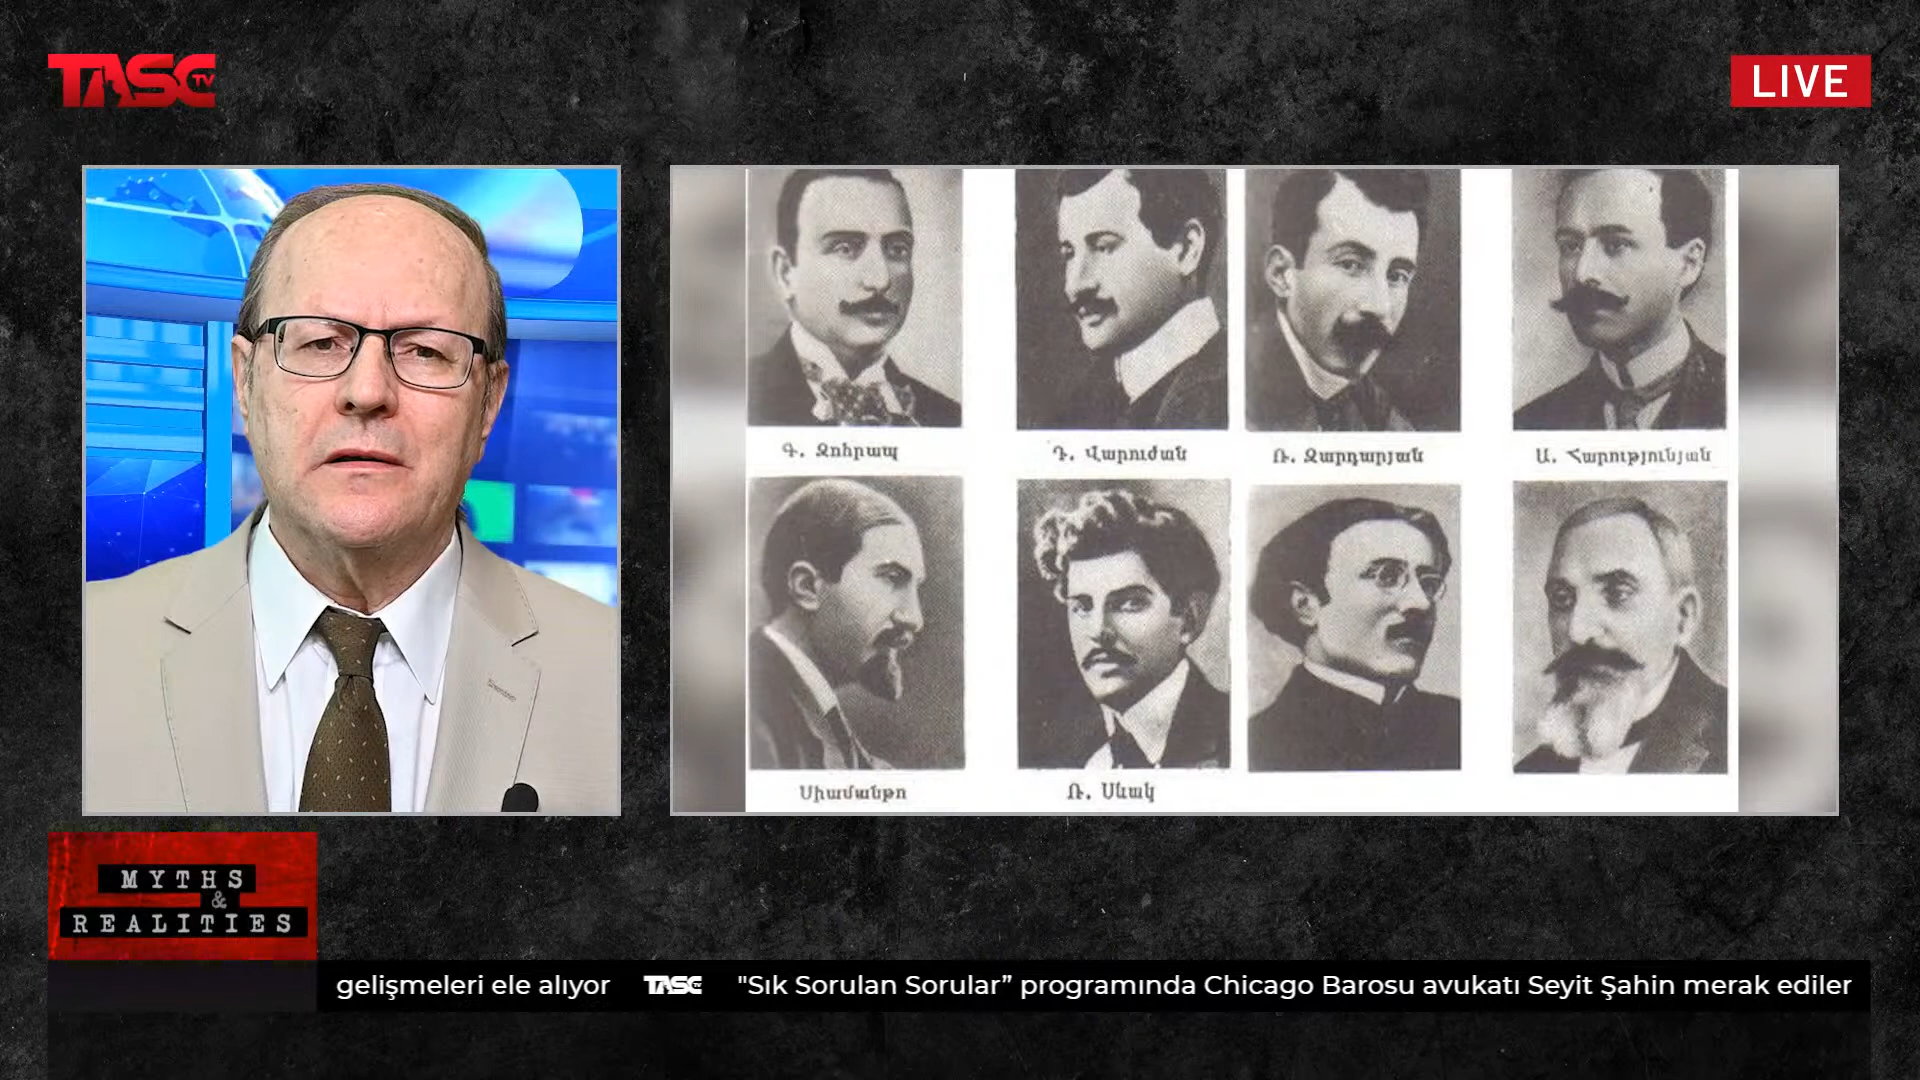 TASC TV
LIVE
Գ. Զոհրապ
Դ. Վարուժան
Ռ. Զարդարյան
Ա. Հարությունյան
Սիամանթո
Ռ. Սևակ
MYTHS
&
REALITIES
gelişmeleri ele alıyor TASC TV "Sık Sorulan Sorular” programında Chicago Barosu avukatı Seyit Şahin merak ediler